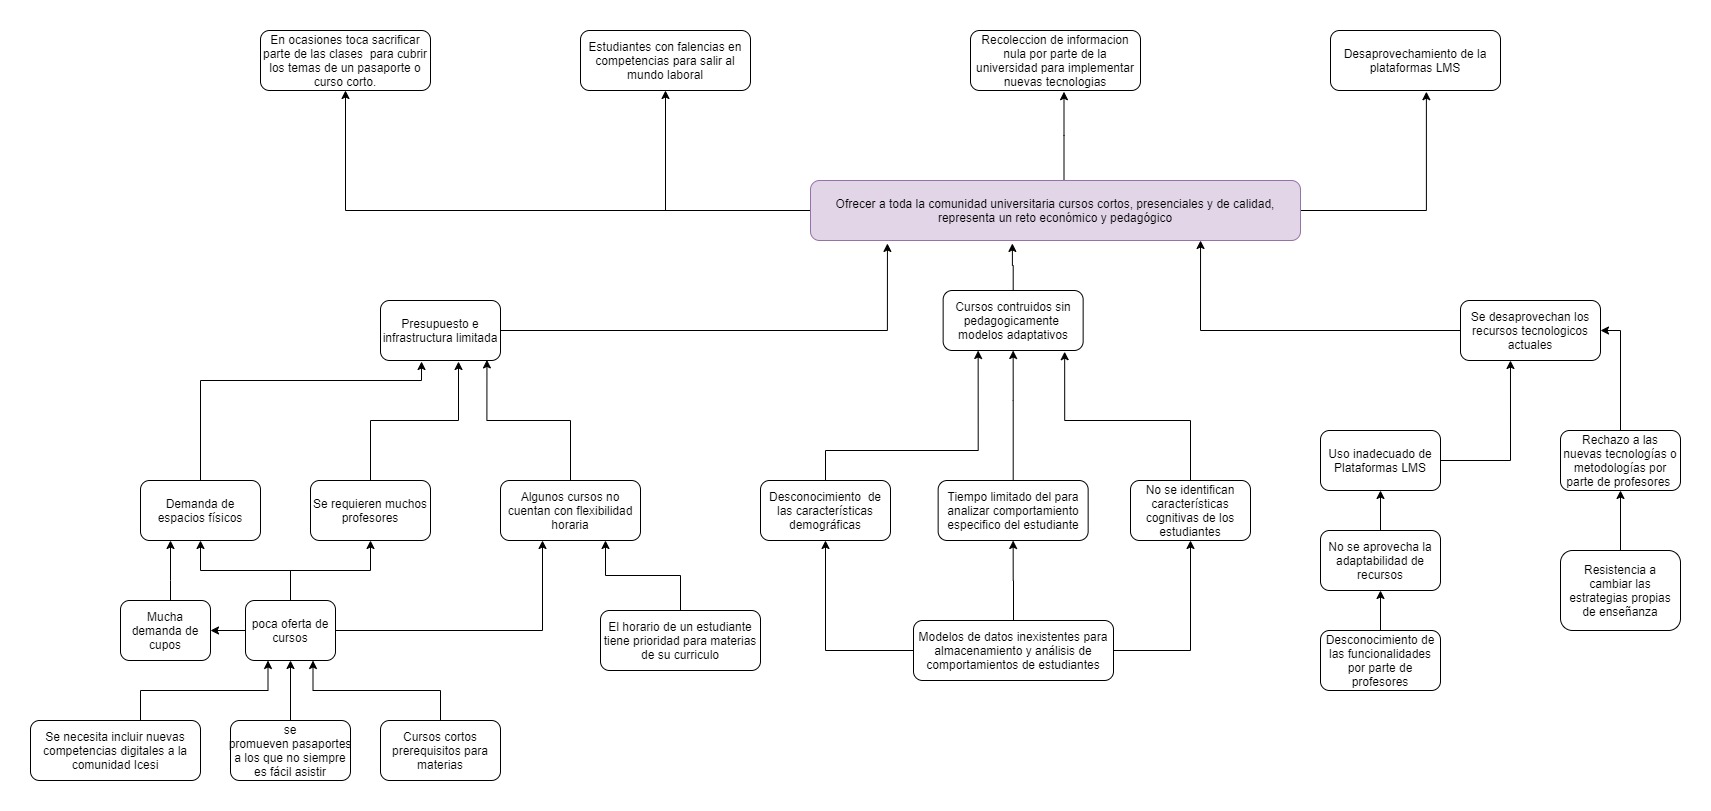 En ocasiones toca sacrificar
parte de las clases  para cubrir
los temas de un pasaporte o
curso corto.
Estudiantes con falencias en
competencias para salir al
mundo laboral
Recoleccion de informacion
nula por parte de la
universidad para implementar
nuevas tecnologias
Desaprovechamiento de la
plataformas LMS
Ofrecer a toda la comunidad universitaria cursos cortos, presenciales y de calidad,
representa un reto económico y pedagógico
Presupuesto e
infrastructura limitada
Cursos contruidos sin
pedagogicamente
modelos adaptativos
Se desaprovechan los
recursos tecnologicos
actuales
Uso inadecuado de
Plataformas LMS
Rechazo a las
nuevas tecnologías o
metodologías por
parte de profesores
Demanda de
espacios físicos
Se requieren muchos
profesores
Algunos cursos no
cuentan con flexibilidad
horaria
Desconocimiento  de
las características
demográficas
Tiempo limitado del para
analizar comportamiento
especifico del estudiante
No se identifican
características
cognitivas de los
estudiantes
No se aprovecha la
adaptabilidad de
recursos
Resistencia a
cambiar las
estrategias propias
de enseñanza
Mucha
demanda de
cupos
poca oferta de
cursos
El horario de un estudiante
tiene prioridad para materias
de su curriculo
Modelos de datos inexistentes para
almacenamiento y análisis de
comportamientos de estudiantes
Desconocimiento de
las funcionalidades
por parte de
profesores
Se necesita incluir nuevas
competencias digitales a la
comunidad Icesi
se
promueven pasaportes
a los que no siempre
es fácil asistir
Cursos cortos
prerequisitos para
materias